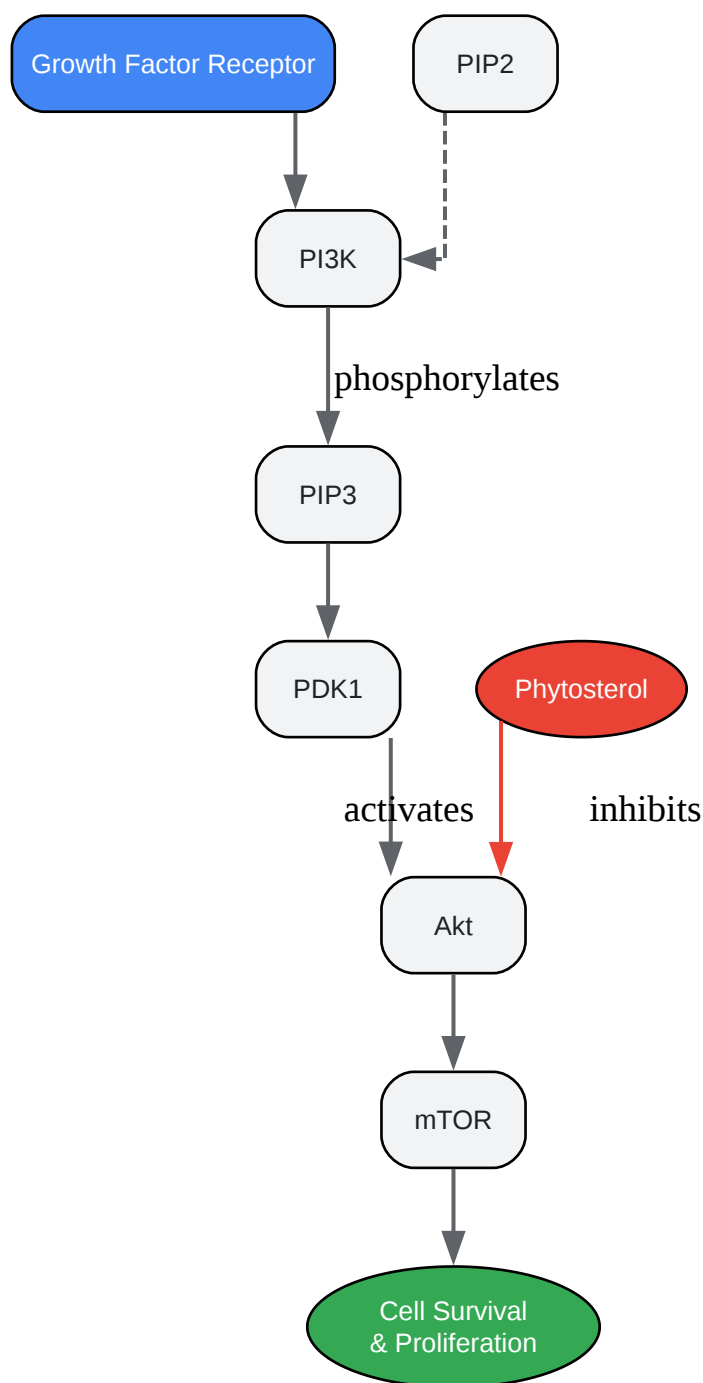 Growth Factor Receptor
PIP2
PI3K
phosphorylates
PIP3
PDK1
Phytosterol
activates
inhibits
Akt
mTOR
Cell Survival
& Proliferation